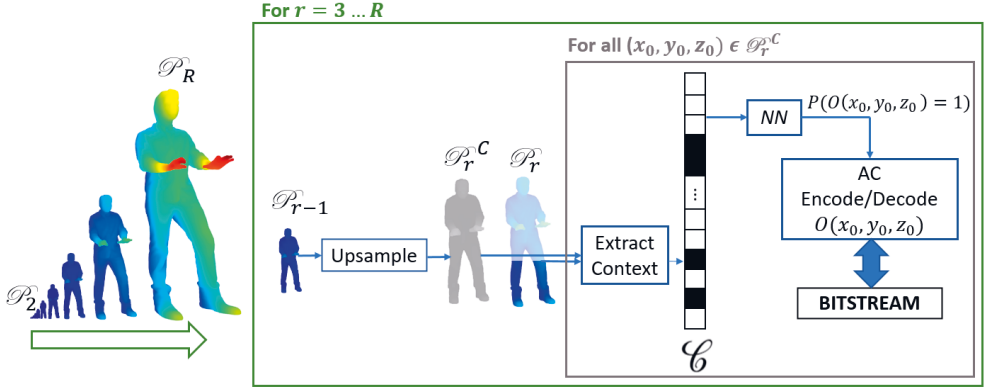 For r = 3 … R
For all (x₀, y₀, z₀) ϵ 𝒫ᵣᶜ
𝒫_R
𝒫ᵣᶜ
𝒫ᵣ
𝒫ᵣ₋₁
𝒫₂
Upsample
Extract
Context
⋮
𝒞
NN
P(O(x₀, y₀, z₀) = 1)
AC
Encode/Decode
O(x₀, y₀, z₀)
BITSTREAM